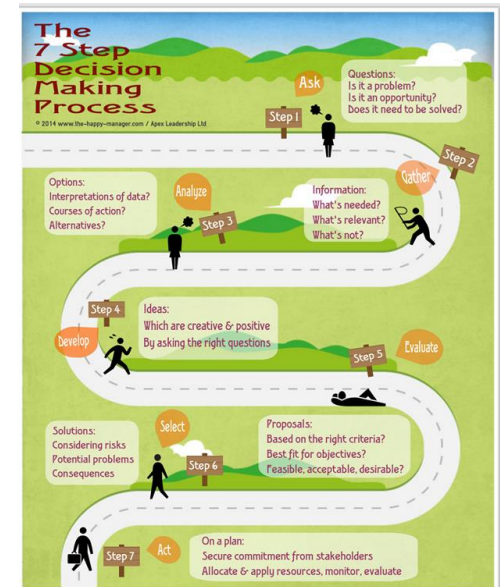 The
7 Step
Decision
Making
Process
© 2014 www.the-happy-manager.com / Apex Leadership Ltd
Ask
Step 1
Questions:
Is it a problem?
Is it an opportunity?
Does it need to be solved?
Step 2
Gather
Information:
What's needed?
What's relevant?
What's not?
Analyze
Step 3
Options:
Interpretations of data?
Courses of action?
Alternatives?
Step 4
Develop
Ideas:
Which are creative & positive
By asking the right questions
Step 5
Evaluate
Proposals:
Based on the right criteria?
Best fit for objectives?
Feasible, acceptable, desirable?
Select
Step 6
Solutions:
Considering risks
Potential problems
Consequences
Step 7
Act
On a plan:
Secure commitment from stakeholders
Allocate & apply resources, monitor, evaluate